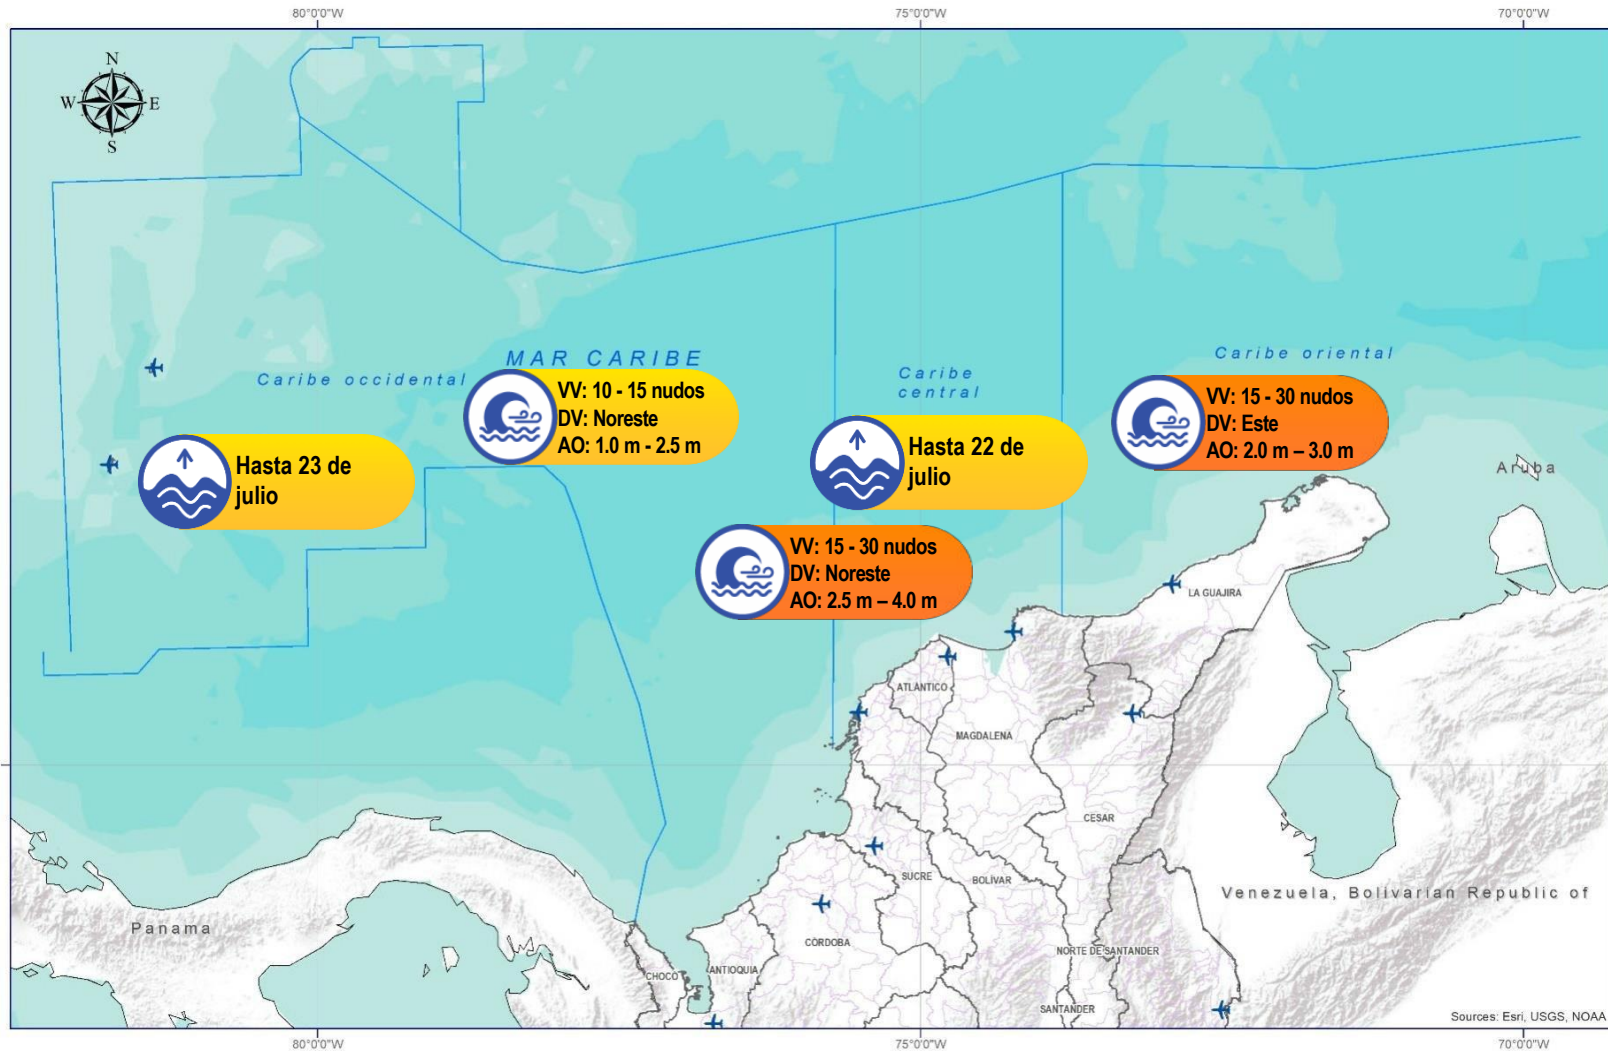 80°0'0"W
75°0'0"W
70°0'0"W
N
W
E
S
MAR CARIBE
Caribe occidental
Caribe
central
Caribe oriental
VV: 10 - 15 nudos
DV: Noreste
AO: 1.0 m - 2.5 m
VV: 15 - 30 nudos
DV: Este
AO: 2.0 m – 3.0 m
Hasta 23 de
julio
Hasta 22 de
julio
VV: 15 - 30 nudos
DV: Noreste
AO: 2.5 m – 4.0 m
Aruba
LA GUAJIRA
ATLÁNTICO
MAGDALENA
CESAR
SUCRE
BOLÍVAR
Venezuela, Bolivarian Republic of
Panama
CÓRDOBA
NORTE DE SANTANDER
CHOCÓ
ANTIOQUIA
SANTANDER
Sources: Esri, USGS, NOAA
80°0'0"W
75°0'0"W
70°0'0"W